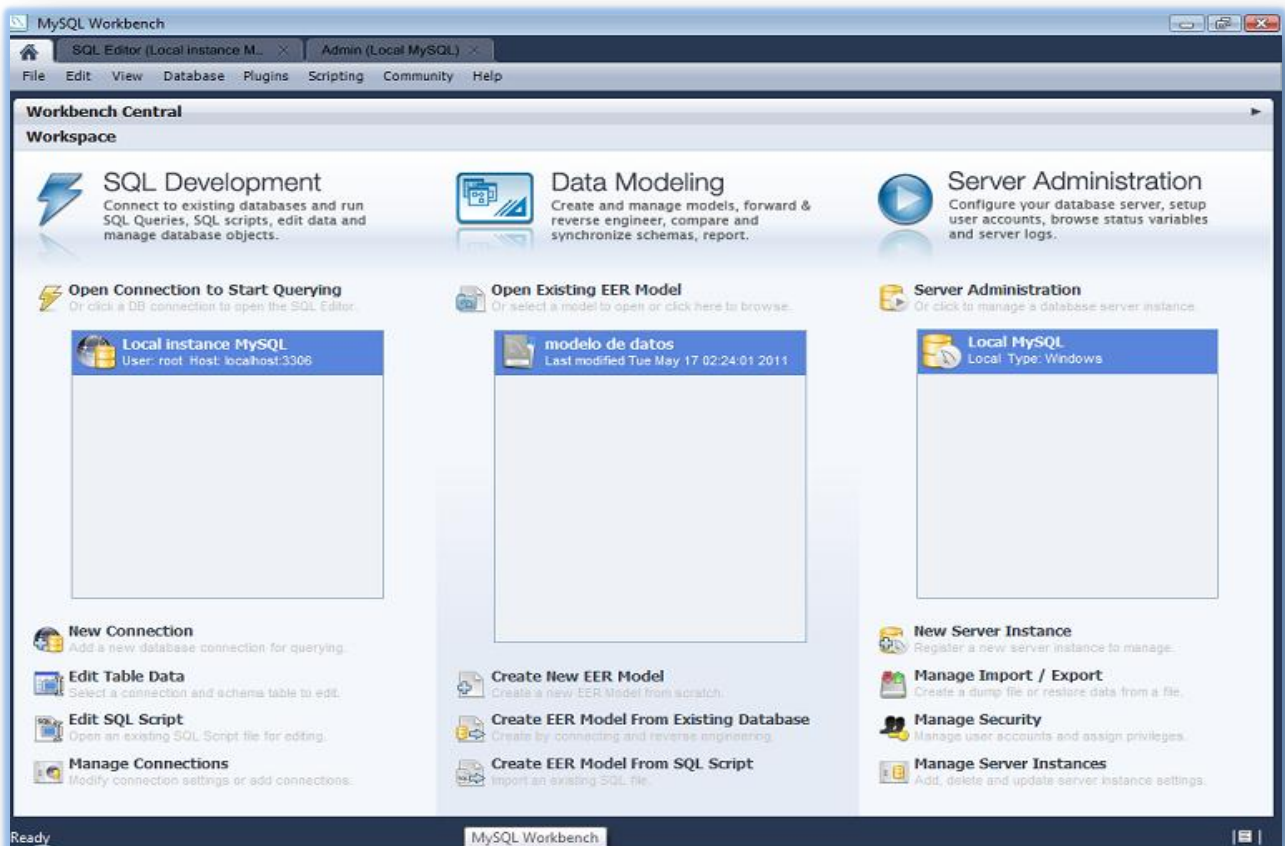 MySQL Workbench
SQL Editor (Local instance M...
Admin (Local MySQL)
File Edit View Database Plugins Scripting Community Help
Workbench Central
Workspace
SQL Development
Connect to existing databases and run
SQL Queries, SQL scripts, edit data and
manage database objects.
Open Connection to Start Querying
Or click a DB connection to open the SQL Editor.
Local instance MySQL
User: root Host: localhost:3306
New Connection
Add a new database connection for querying.
Edit Table Data
Select a connection and schema table to edit.
Edit SQL Script
Open an existing SQL Script file for editing.
Manage Connections
Modify connection settings or add connections.
Data Modeling
Create and manage models, forward &
reverse engineer, compare and
synchronize schemas, report.
Open Existing EER Model
Or select a model to open or click here to browse.
modelo de datos
Last modified Tue May 17 02:24:01 2011
Create New EER Model
Create a new EER Model from scratch.
Create EER Model From Existing Database
Create by connecting and reverse engineering.
Create EER Model From SQL Script
Import an existing SQL file.
Server Administration
Configure your database server, setup
user accounts, browse status variables
and server logs.
Server Administration
Or click to manage a database server instance.
Local MySQL
Local Type: Windows
New Server Instance
Register a new server instance to manage.
Manage Import / Export
Create a dump file or restore data from a file.
Manage Security
Manage user accounts and assign privileges.
Manage Server Instances
Add, delete and update server instance settings.
Ready
MySQL Workbench